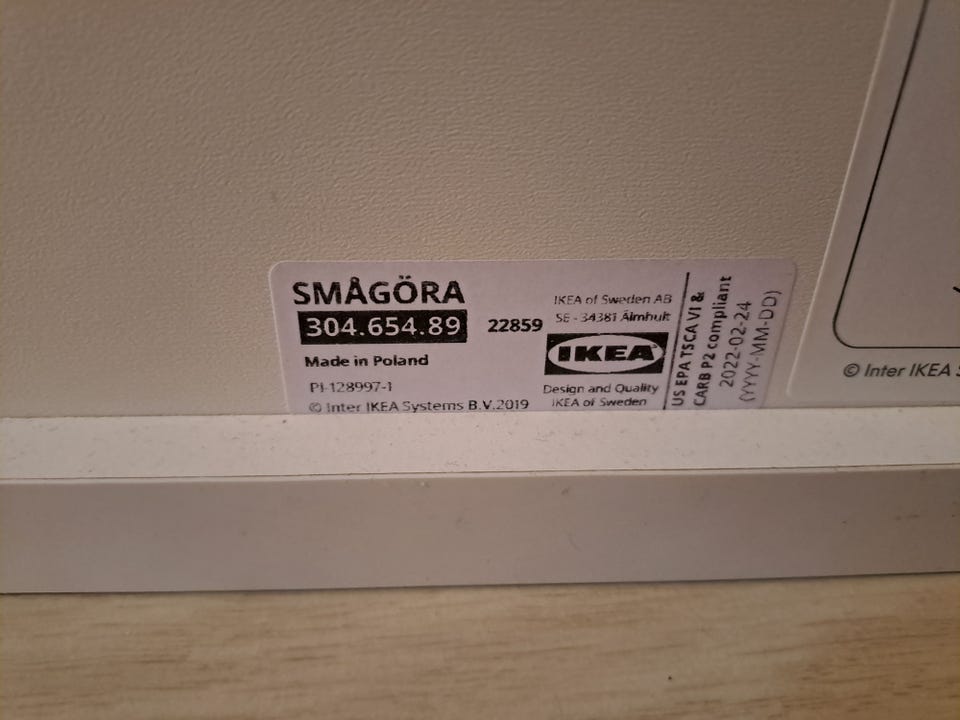 SMÅGÖRA
304.654.89
22859
Made in Poland
PI-128997-1
© Inter IKEA Systems B.V.2019
IKEA of Sweden AB
SE - 34381 Älmhult
IKEA
Design and Quality
IKEA of Sweden
US EPA TSCA VI &
CARB P2 compliant
2022-02-24
(YYYY-MM-DD)
© Inter IKEA